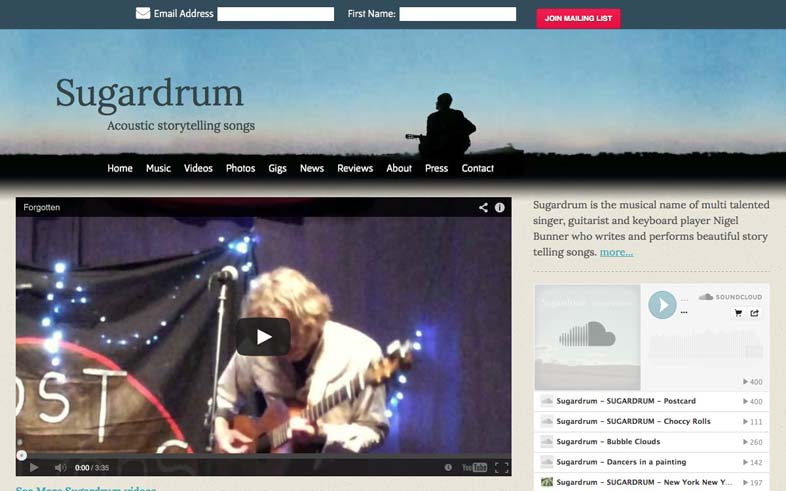 Email Address First Name: JOIN MAILING LIST
Sugardrum
Acoustic storytelling songs
Home Music Videos Photos Gigs News Reviews About Press Contact
Forgotten
OST
0:00 / 3:35
YouTube
See More Sugardrum videos
Sugardrum is the musical name of multi talented
singer, guitarist and keyboard player Nigel
Bunner who writes and performs beautiful story
telling songs. more...
SOUNDCLOUD
400
Sugardrum - SUGARDRUM - Postcard 400
Sugardrum - SUGARDRUM - Choccy Rolls 111
Sugardrum - Bubble Clouds 260
Sugardrum - Dancers in a painting 142
Sugardrum - SUGARDRUM - New York New Y... 197